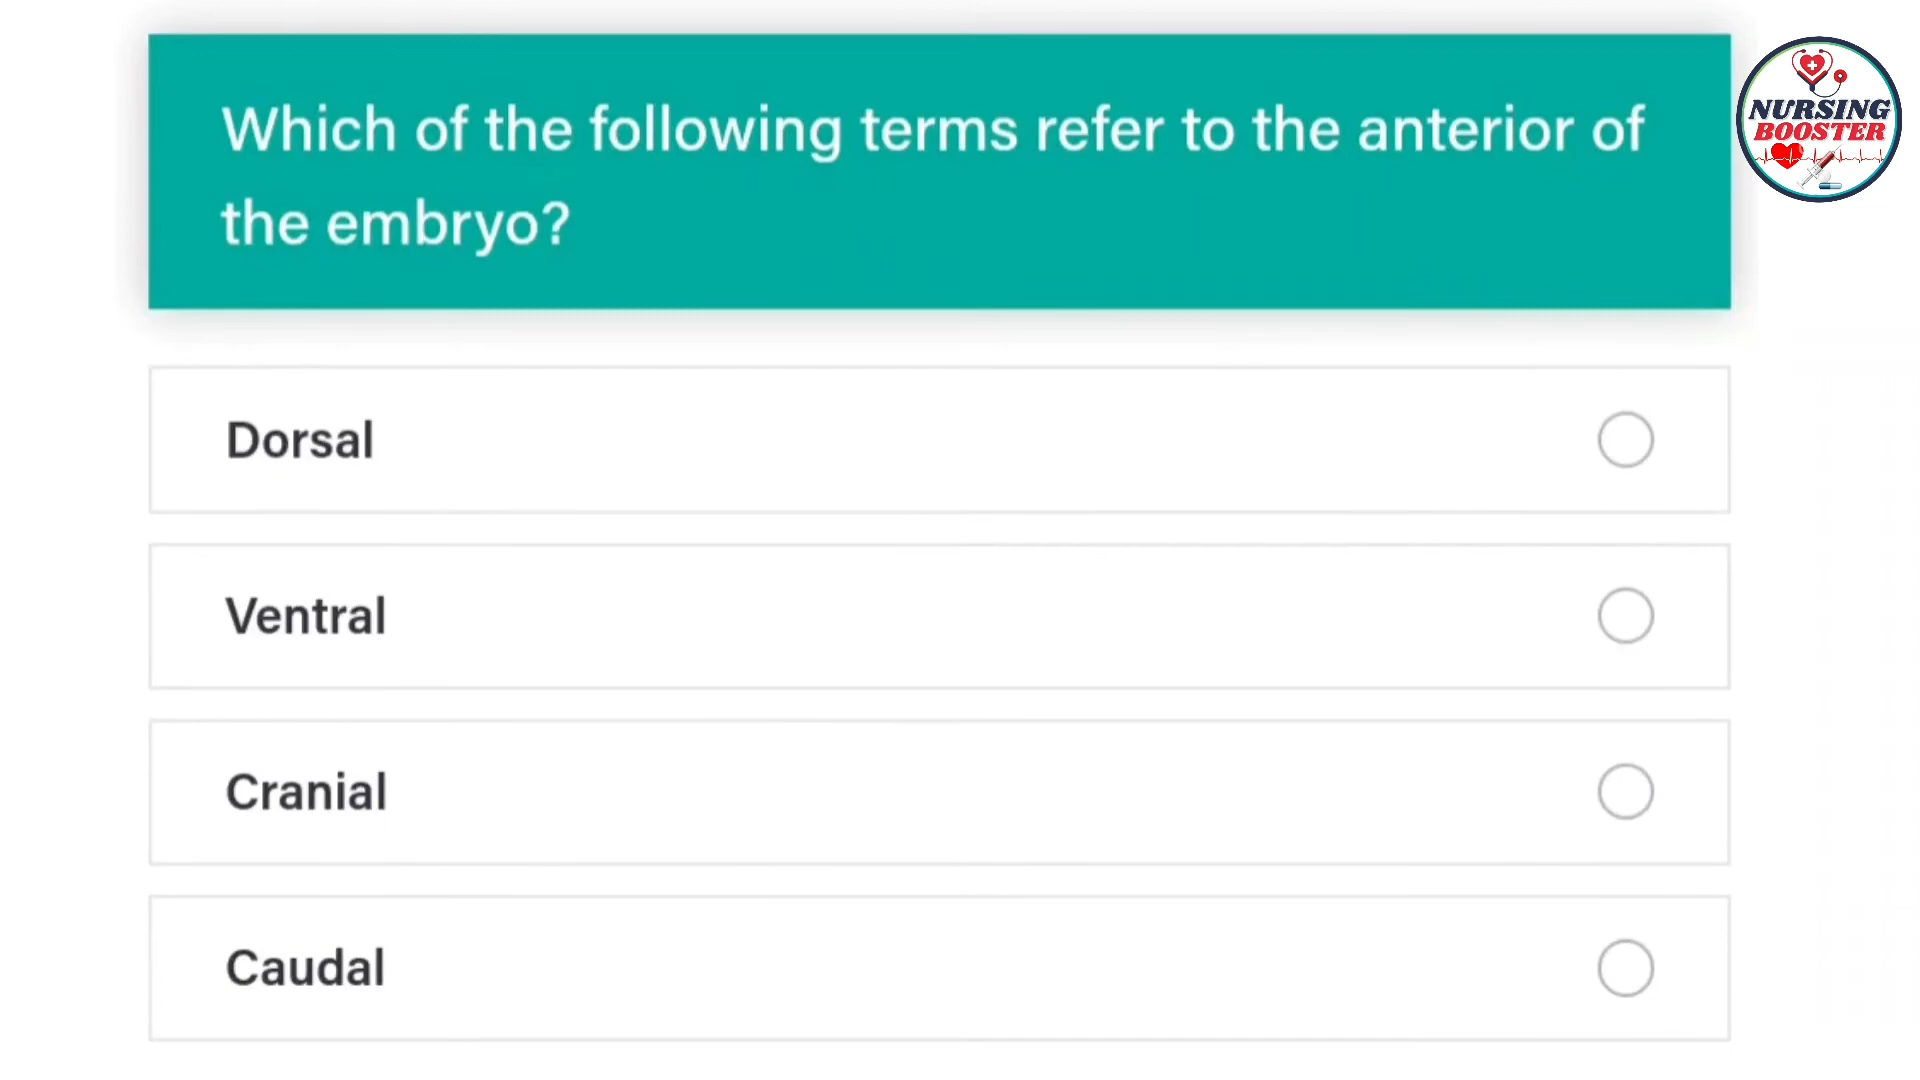 Which of the following terms refer to the anterior of
the embryo?
NURSING
BOOSTER
Dorsal
Ventral
Cranial
Caudal